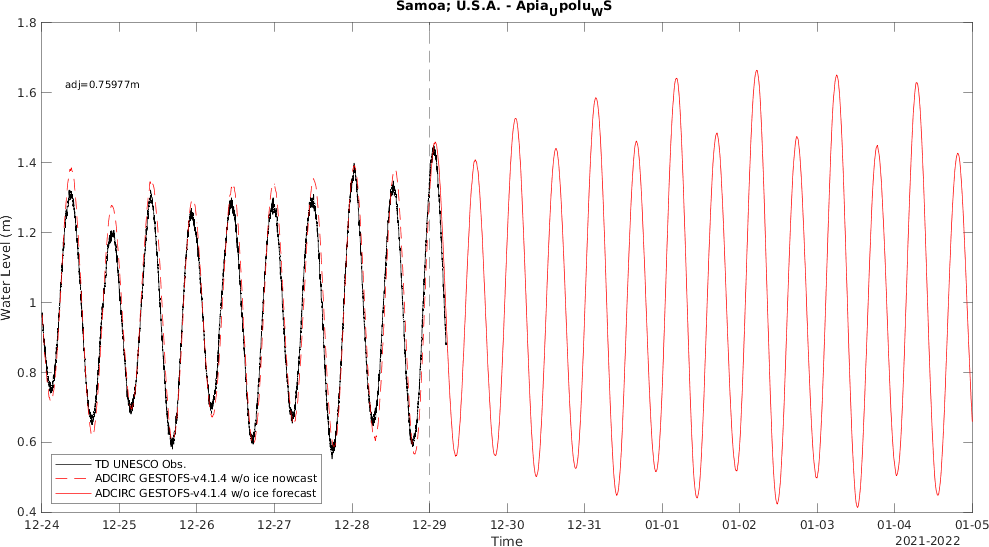 Samoa; U.S.A. - Apia_Upolu_WS
1.8
1.6
1.4
1.2
1
0.8
0.6
0.4
Water Level (m)
adj=0.75977m
TD UNESCO Obs.
ADCIRC GESTOFS-v4.1.4 w/o ice nowcast
ADCIRC GESTOFS-v4.1.4 w/o ice forecast
12-24 12-25 12-26 12-27 12-28 12-29 12-30 12-31 01-01 01-02 01-03 01-04 01-05
Time
2021-2022